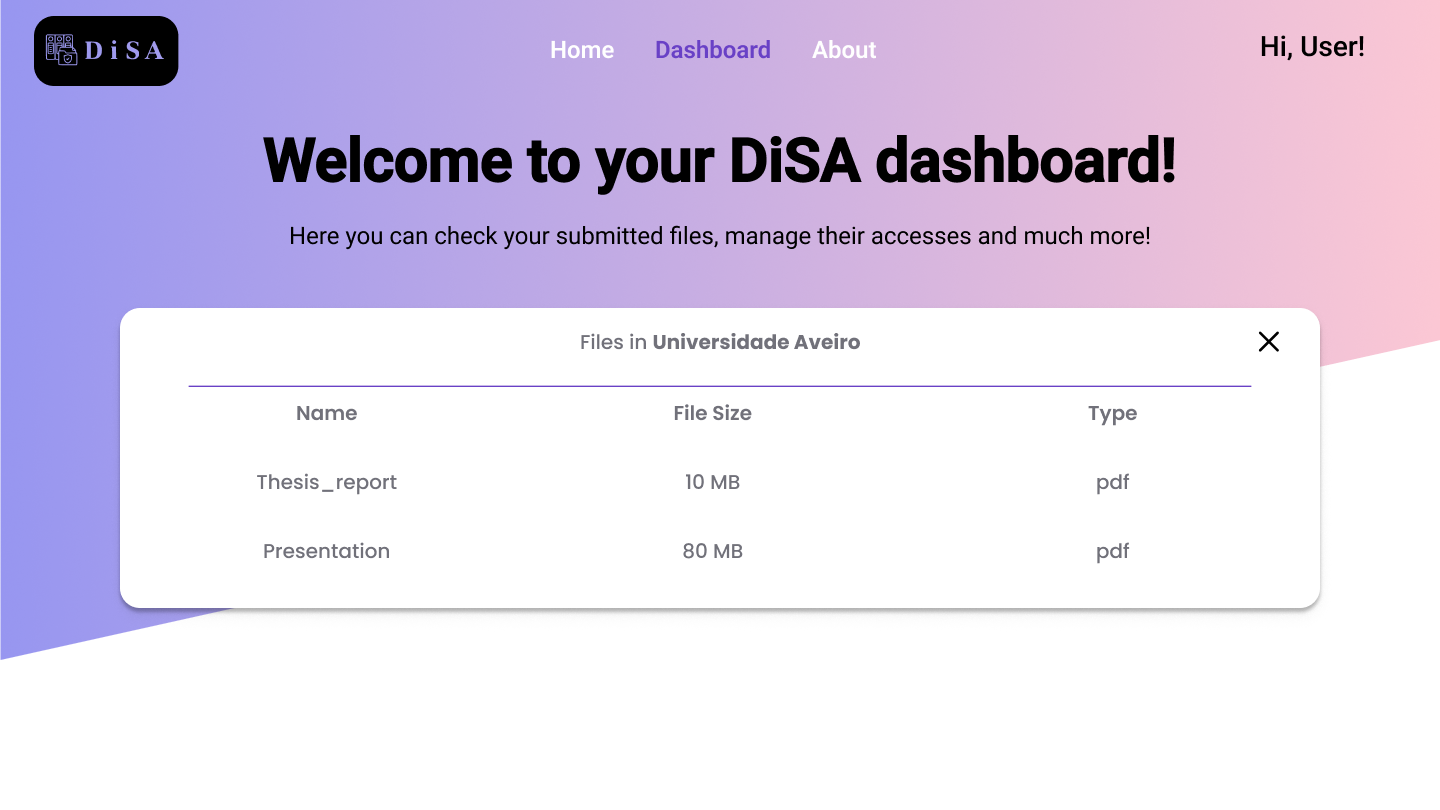 DiSA
Home Dashboard About
Hi, User!
Welcome to your DiSA dashboard!
Here you can check your submitted files, manage their accesses and much more!
Files in Universidade Aveiro
Name File Size Type
Thesis_report 10 MB pdf
Presentation 80 MB pdf